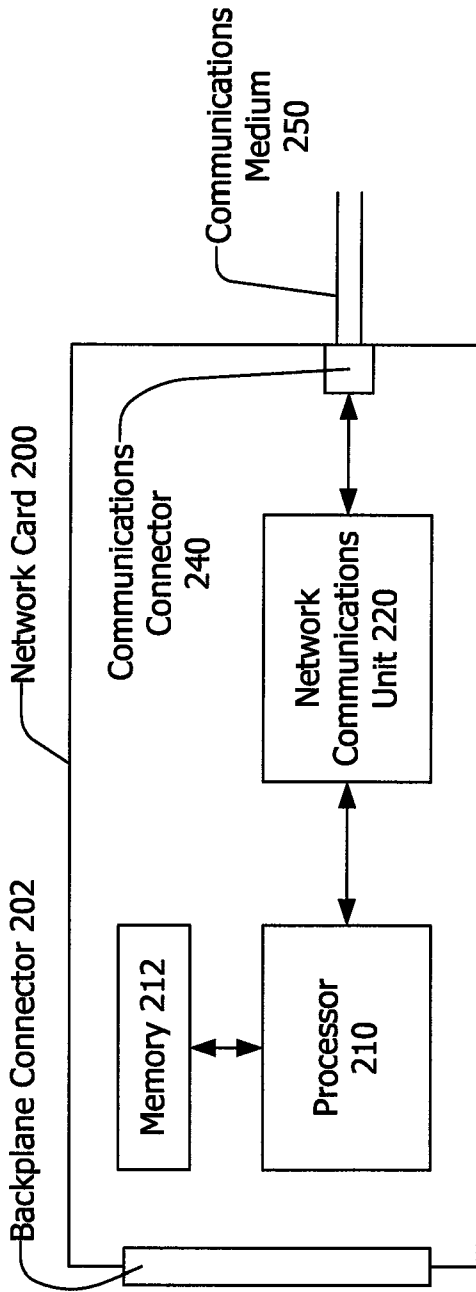 Backplane Connector 202
Network Card 200
Communications
Connector
240
Communications
Medium
250
Memory 212
Processor
210
Network
Communications
Unit 220